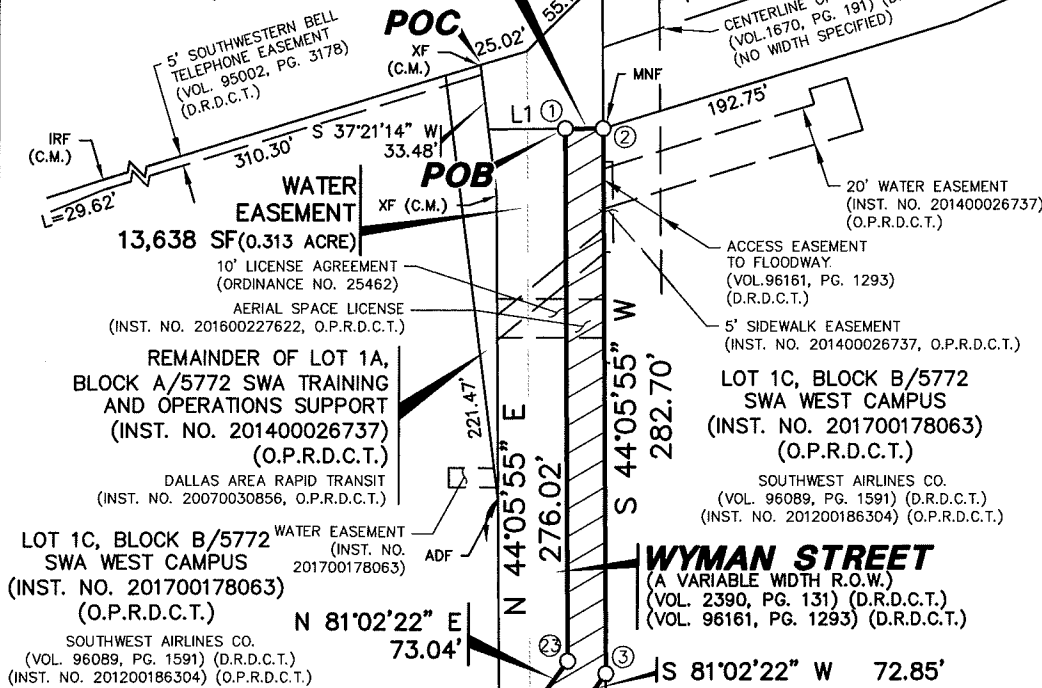 POC
25.02'
55.
XF
(C.M.)
5' SOUTHWESTERN BELL
TELEPHONE EASEMENT
(VOL. 95002, PG. 3178)
(D.R.D.C.T.)
CENTERLINE
(VOL.1670, PG. 191)
(NO WIDTH SPECIFIED)
MNF
192.75'
L1
1
2
S 37°21'14" W
33.48'
IRF
(C.M.)
310.30'
L=29.62'
POB
XF (C.M.)
WATER
EASEMENT
13,638 SF(0.313 ACRE)
20' WATER EASEMENT
(INST. NO. 201400026737)
(O.P.R.D.C.T.)
10' LICENSE AGREEMENT
(ORDINANCE NO. 25462)
AERIAL SPACE LICENSE
(INST. NO. 201600227622, O.P.R.D.C.T.)
ACCESS EASEMENT
TO FLOODWAY
(VOL.96161, PG. 1293)
(D.R.D.C.T.)
5' SIDEWALK EASEMENT
(INST. NO. 201400026737, O.P.R.D.C.T.)
REMAINDER OF LOT 1A,
BLOCK A/5772 SWA TRAINING
AND OPERATIONS SUPPORT
(INST. NO. 201400026737)
(O.P.R.D.C.T.)
DALLAS AREA RAPID TRANSIT
(INST. NO. 20070030856, O.P.R.D.C.T.)
221.47'
N 44°05'55" E
276.02'
S 44°05'55" W
282.70'
LOT 1C, BLOCK B/5772
SWA WEST CAMPUS
(INST. NO. 201700178063)
(O.P.R.D.C.T.)
SOUTHWEST AIRLINES CO.
(VOL. 96089, PG. 1591) (D.R.D.C.T.)
(INST. NO. 201200186304) (O.P.R.D.C.T.)
WATER EASEMENT
(INST. NO.
201700178063)
ADF
LOT 1C, BLOCK B/5772
SWA WEST CAMPUS
(INST. NO. 201700178063)
(O.P.R.D.C.T.)
SOUTHWEST AIRLINES CO.
(VOL. 96089, PG. 1591) (D.R.D.C.T.)
(INST. NO. 201200186304) (O.P.R.D.C.T.)
WYMAN STREET
(A VARIABLE WIDTH R.O.W.)
(VOL. 2390, PG. 131) (D.R.D.C.T.)
(VOL. 96161, PG. 1293) (D.R.D.C.T.)
N 81°02'22" E
73.04'
23
3
S 81°02'22" W 72.85'